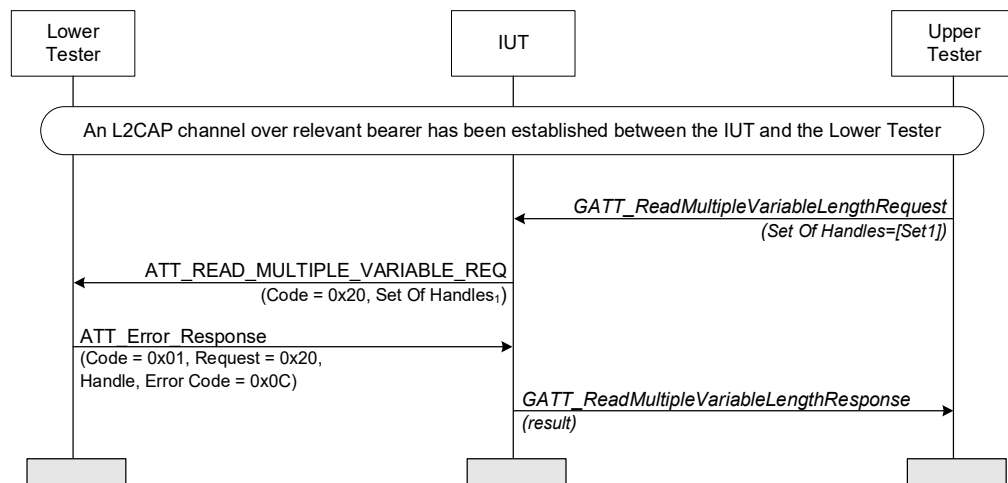 Lower
Tester
IUT
Upper
Tester
An L2CAP channel over relevant bearer has been established between the IUT and the Lower Tester
GATT_ReadMultipleVariableLengthRequest
(Set Of Handles=[Set1])
ATT_READ_MULTIPLE_VARIABLE_REQ
(Code = 0x20, Set Of Handles₁)
ATT_Error_Response
(Code = 0x01, Request = 0x20,
Handle, Error Code = 0x0C)
GATT_ReadMultipleVariableLengthResponse
(result)